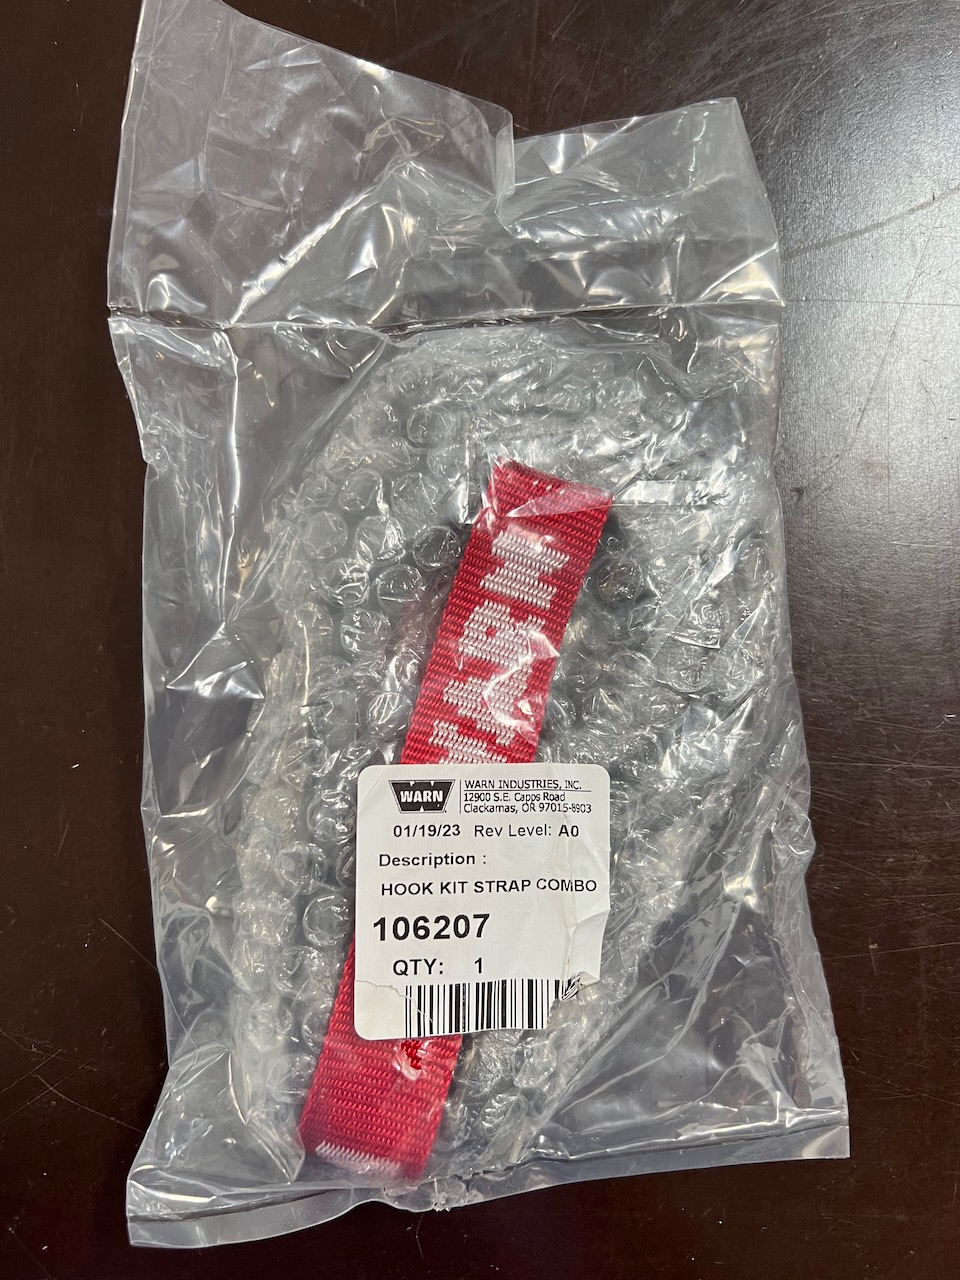 WARN
WARN
WARN INDUSTRIES, INC.
12900 S.E. Capps Road
Clackamas, OR 97015-8903
01/19/23 Rev Level: A0
Description :
HOOK KIT STRAP COMBO
106207
QTY: 1